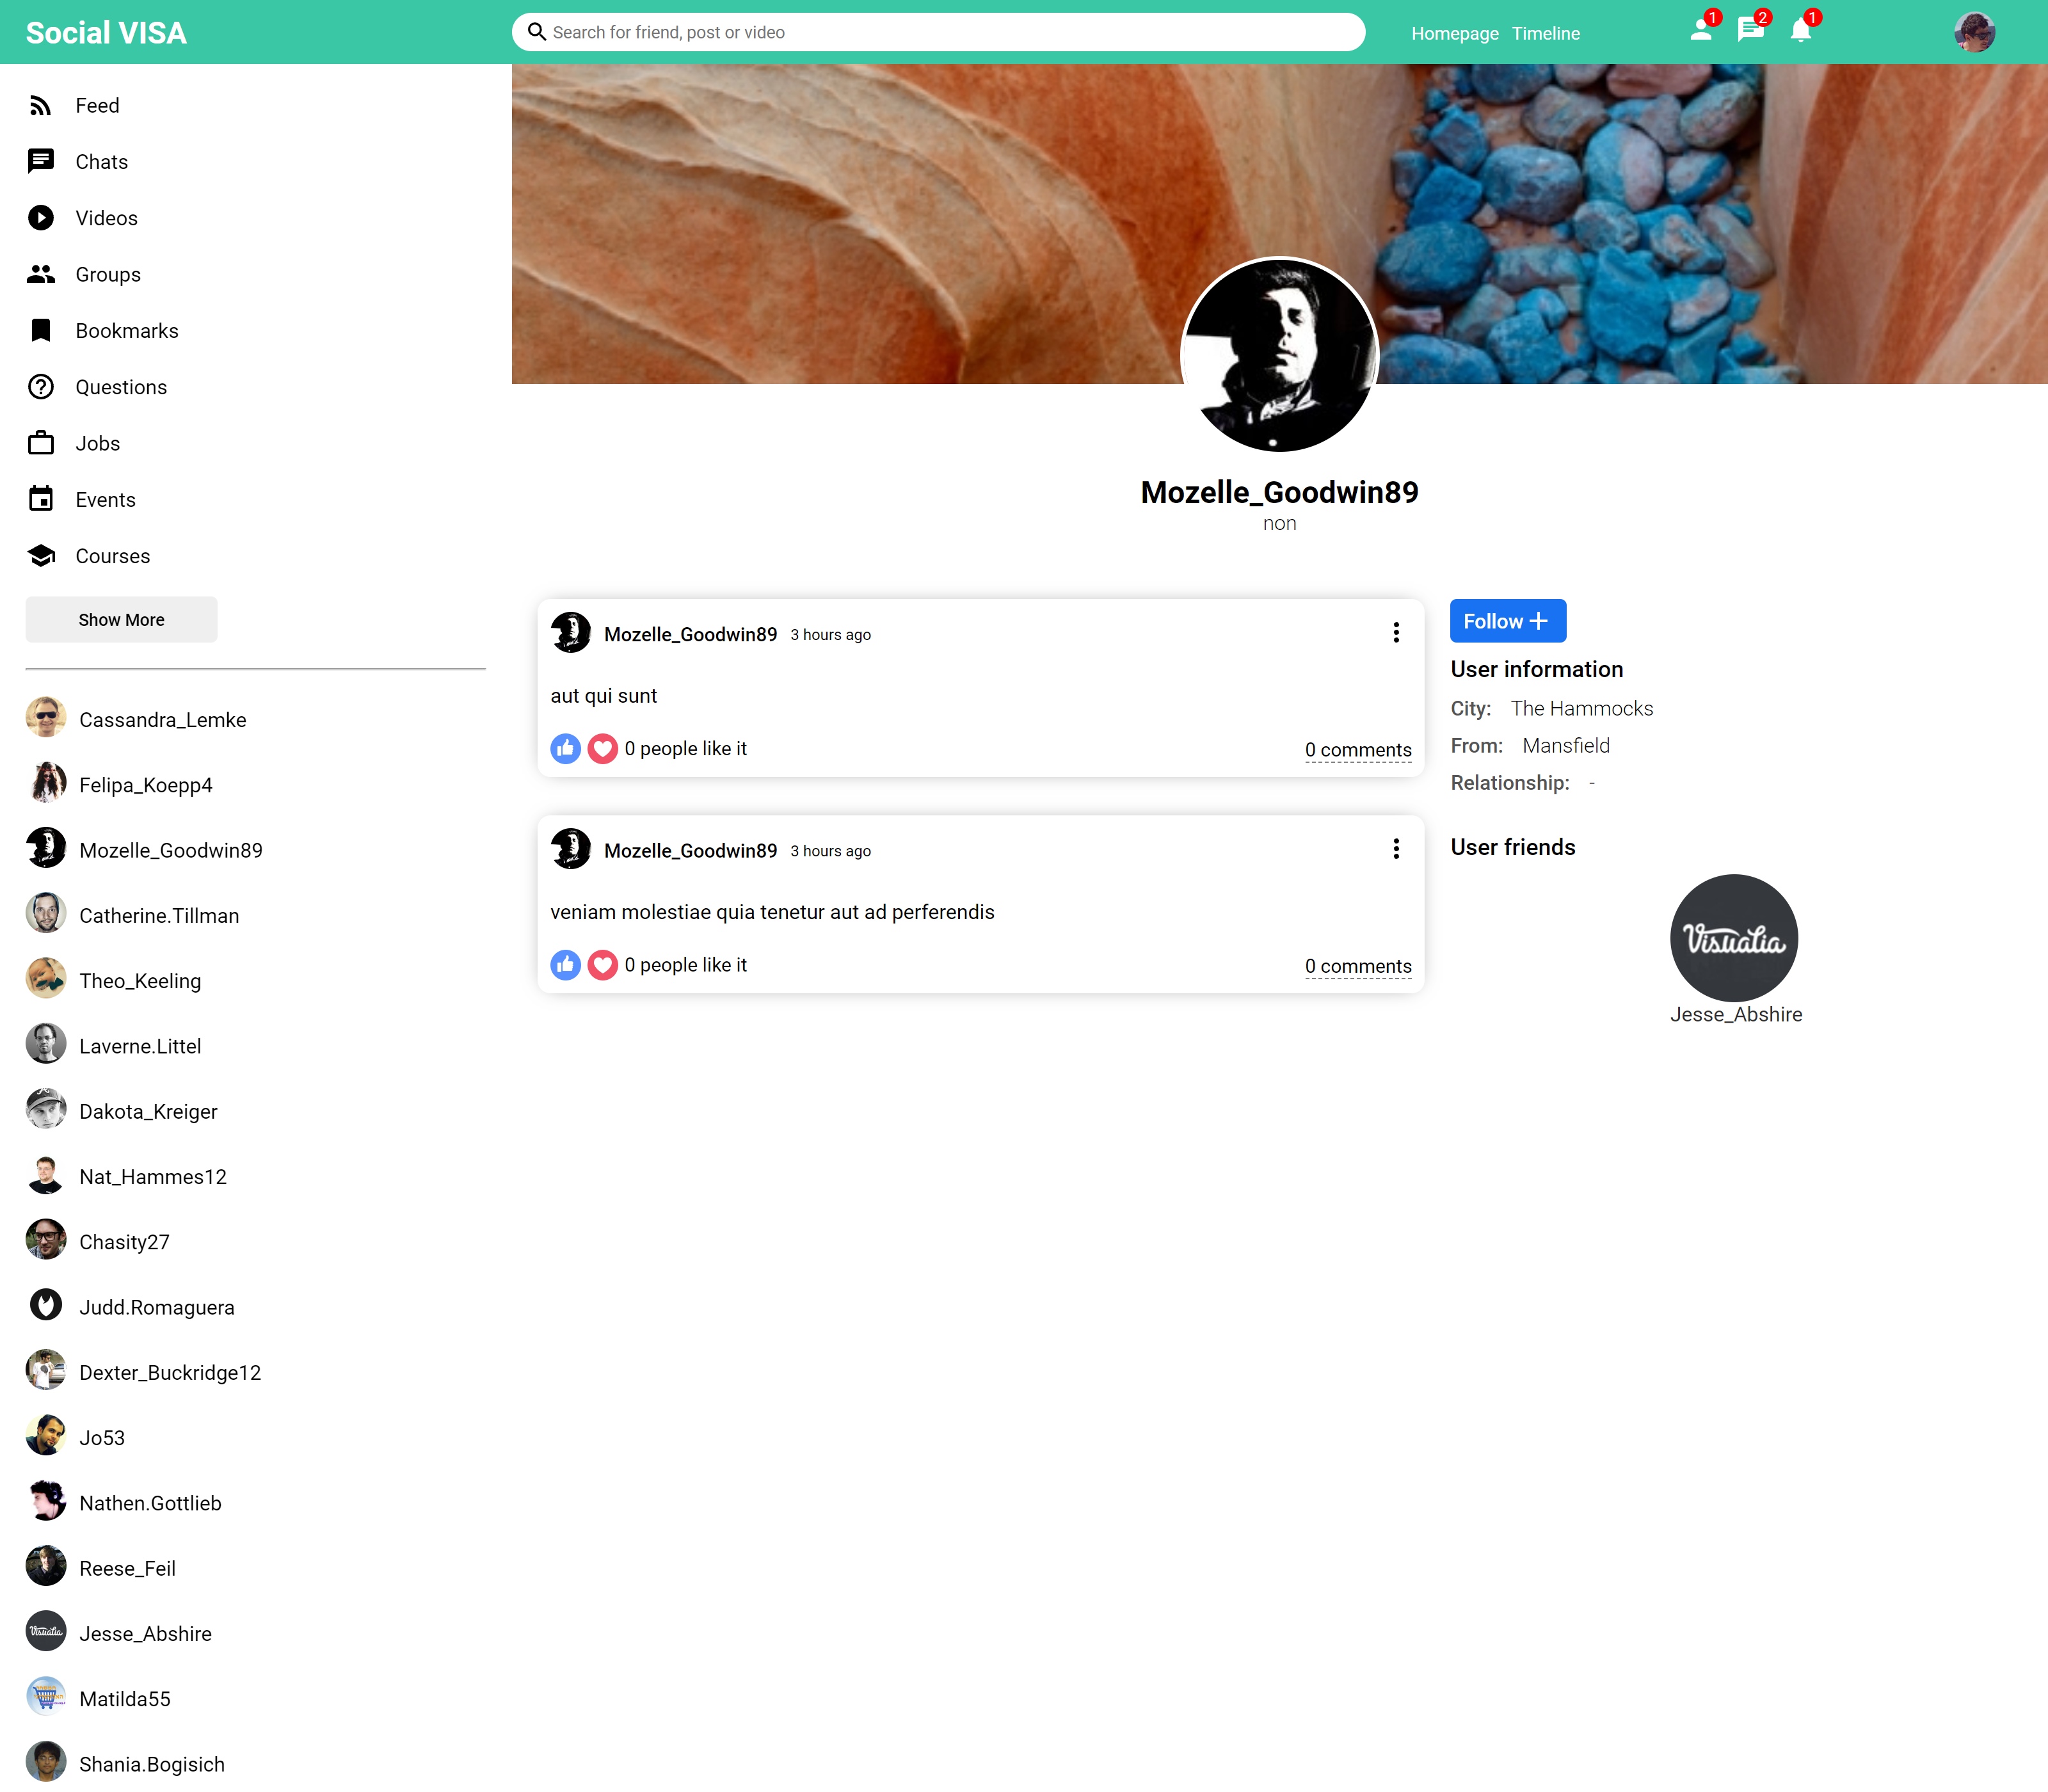 Social VISA
Search for friend, post or video
Homepage Timeline
1
2
1
Feed
Chats
Videos
Groups
Bookmarks
Questions
Jobs
Events
Courses
Show More
Cassandra_Lemke
Felipa_Koepp4
Mozelle_Goodwin89
Catherine.Tillman
Theo_Keeling
Laverne.Littel
Dakota_Kreiger
Nat_Hammes12
Chasity27
Judd.Romaguera
Dexter_Buckridge12
Jo53
Nathen.Gottlieb
Reese_Feil
Visualia
Jesse_Abshire
Matilda55
Shania.Bogisich
Mozelle_Goodwin89
non
Mozelle_Goodwin89 3 hours ago
aut qui sunt
0 people like it 0 comments
Mozelle_Goodwin89 3 hours ago
veniam molestiae quia tenetur aut ad perferendis
0 people like it 0 comments
Follow
User information
City: The Hammocks
From: Mansfield
Relationship: -
User friends
Visualia
Jesse_Abshire